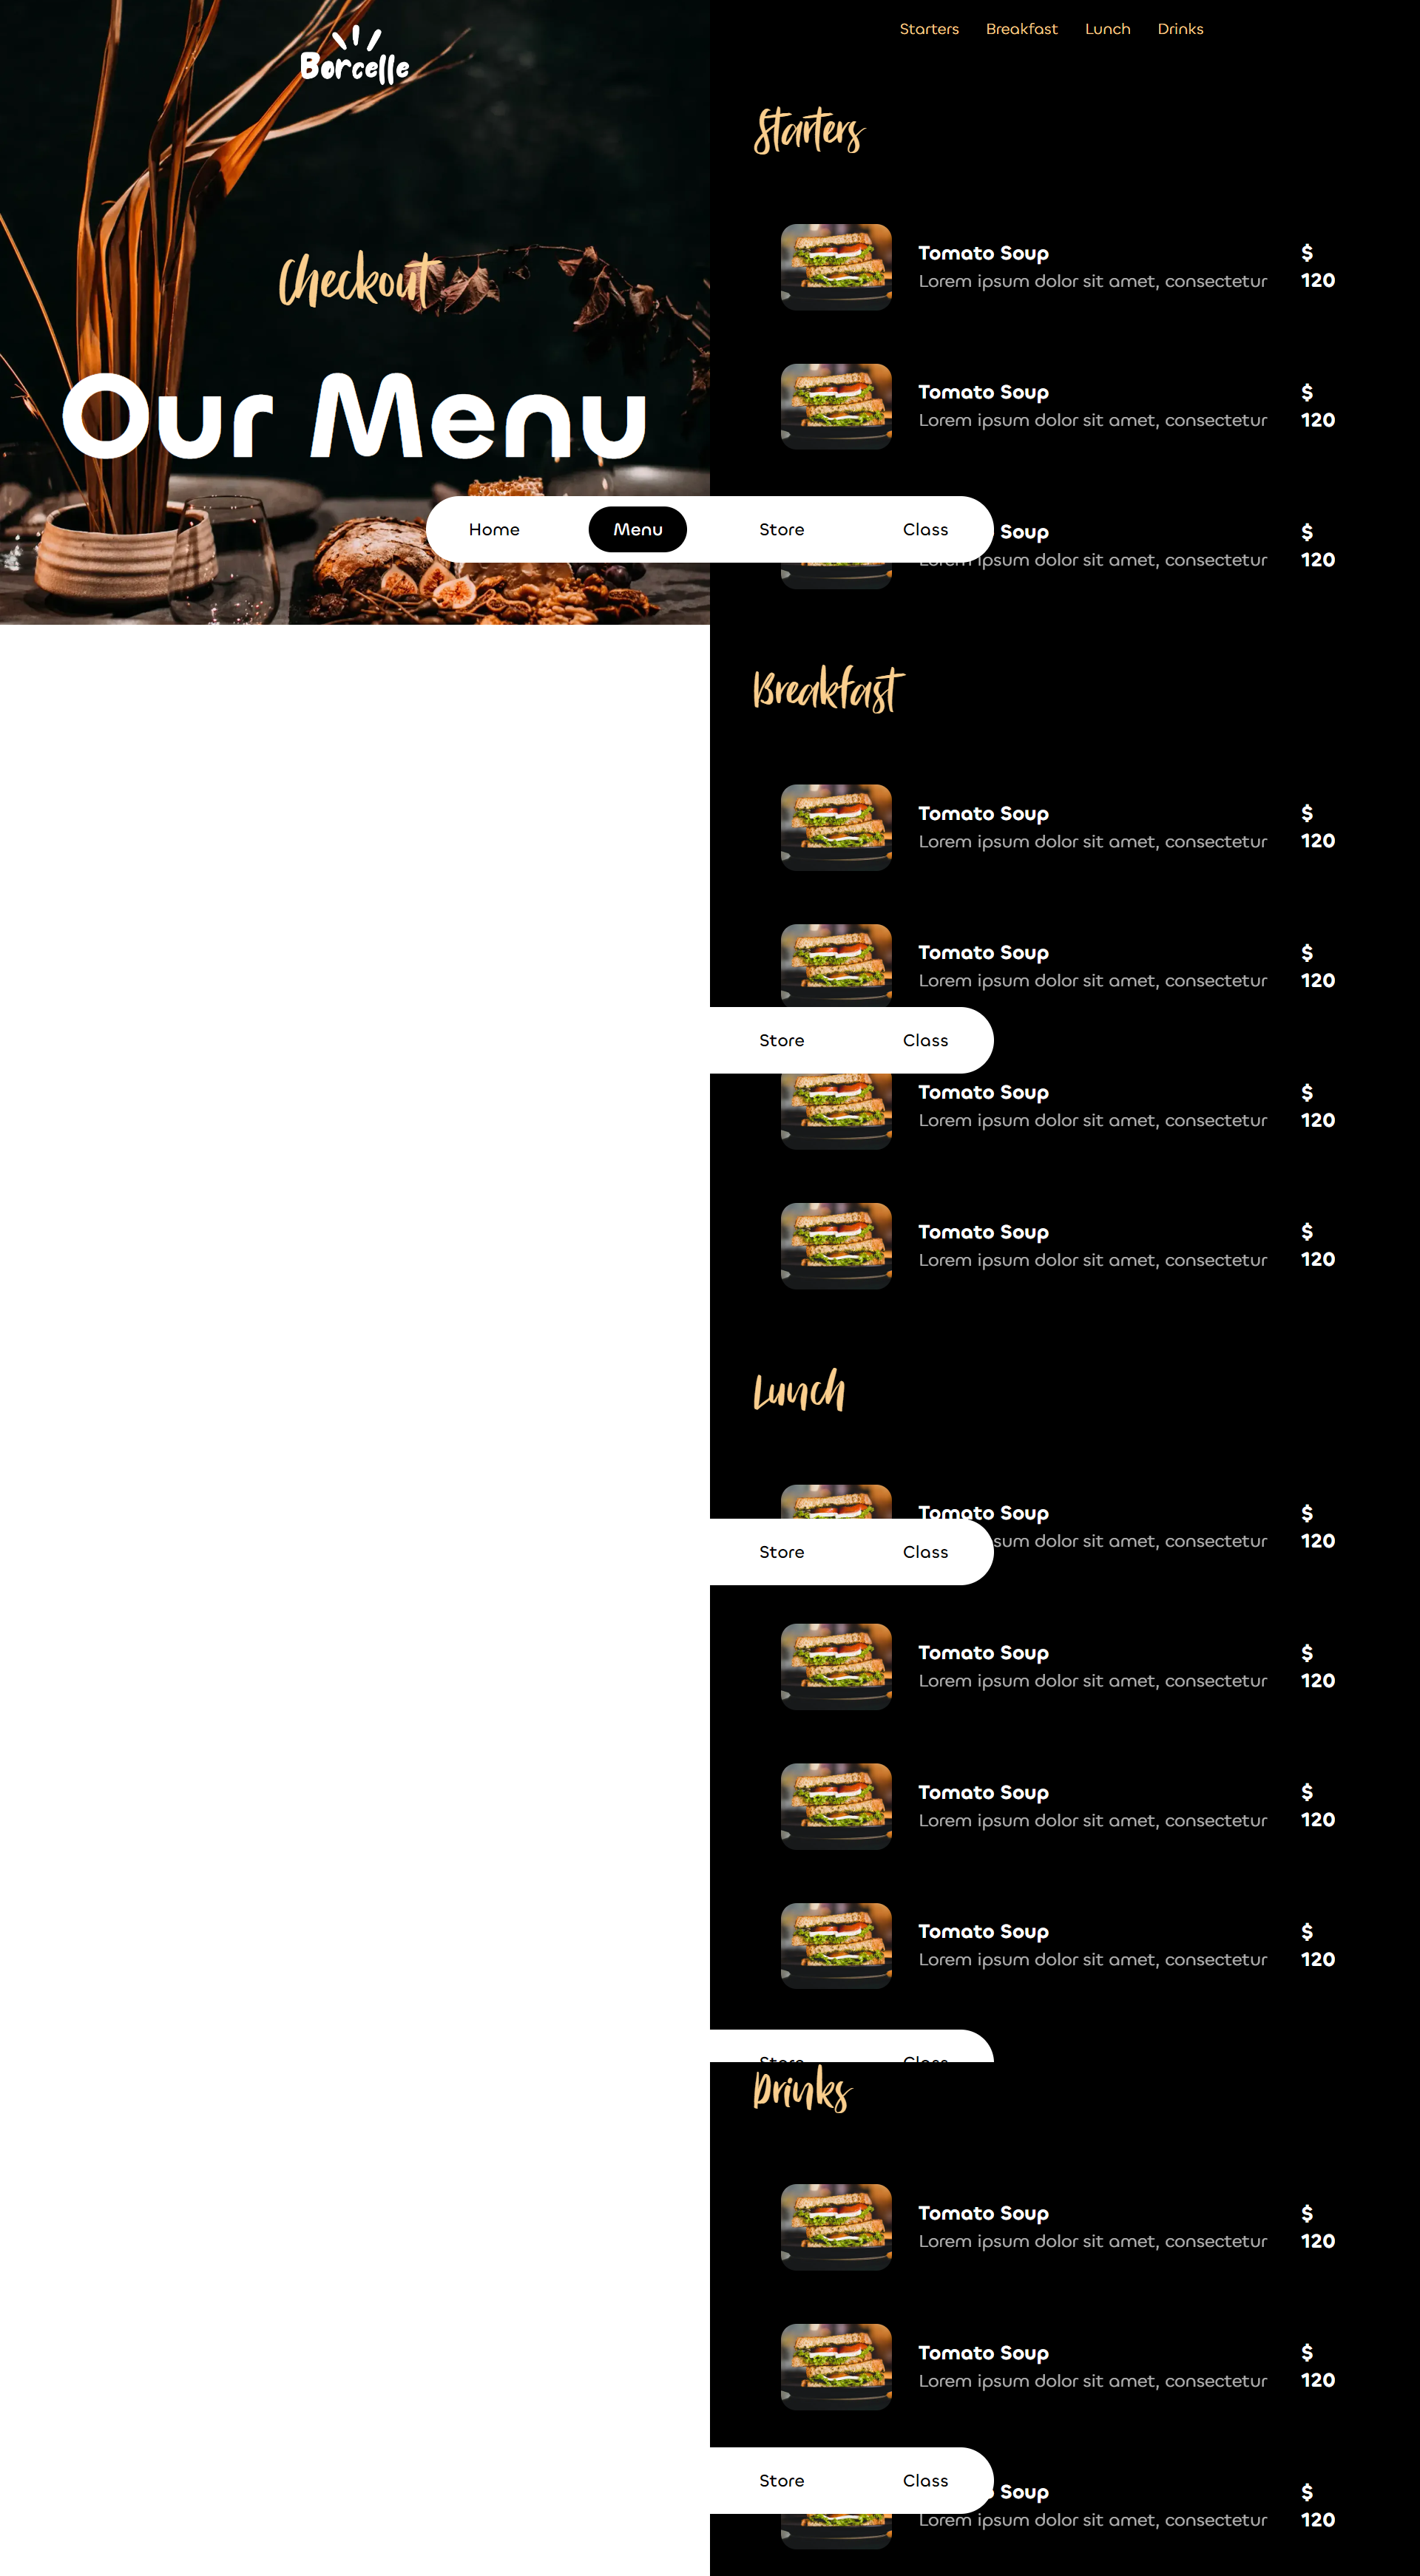 Borcelle
Checkout
Our Menu
Home Menu Store Class
Starters Breakfast Lunch Drinks
Starters
Tomato Soup
Lorem ipsum dolor sit amet, consectetur
$
120
Tomato Soup
Lorem ipsum dolor sit amet, consectetur
$
120
Soup
Lorem ipsum dolor sit amet, consectetur
$
120
Breakfast
Tomato Soup
Lorem ipsum dolor sit amet, consectetur
$
120
Tomato Soup
Lorem ipsum dolor sit amet, consectetur
$
120
Store Class
Tomato Soup
Lorem ipsum dolor sit amet, consectetur
$
120
Tomato Soup
Lorem ipsum dolor sit amet, consectetur
$
120
Lunch
Tomato Soup
sum dolor sit amet, consectetur
$
120
Store Class
Tomato Soup
Lorem ipsum dolor sit amet, consectetur
$
120
Tomato Soup
Lorem ipsum dolor sit amet, consectetur
$
120
Tomato Soup
Lorem ipsum dolor sit amet, consectetur
$
120
Store Class
Drinks
Tomato Soup
Lorem ipsum dolor sit amet, consectetur
$
120
Tomato Soup
Lorem ipsum dolor sit amet, consectetur
$
120
Store Class
Soup
Lorem ipsum dolor sit amet, consectetur
$
120